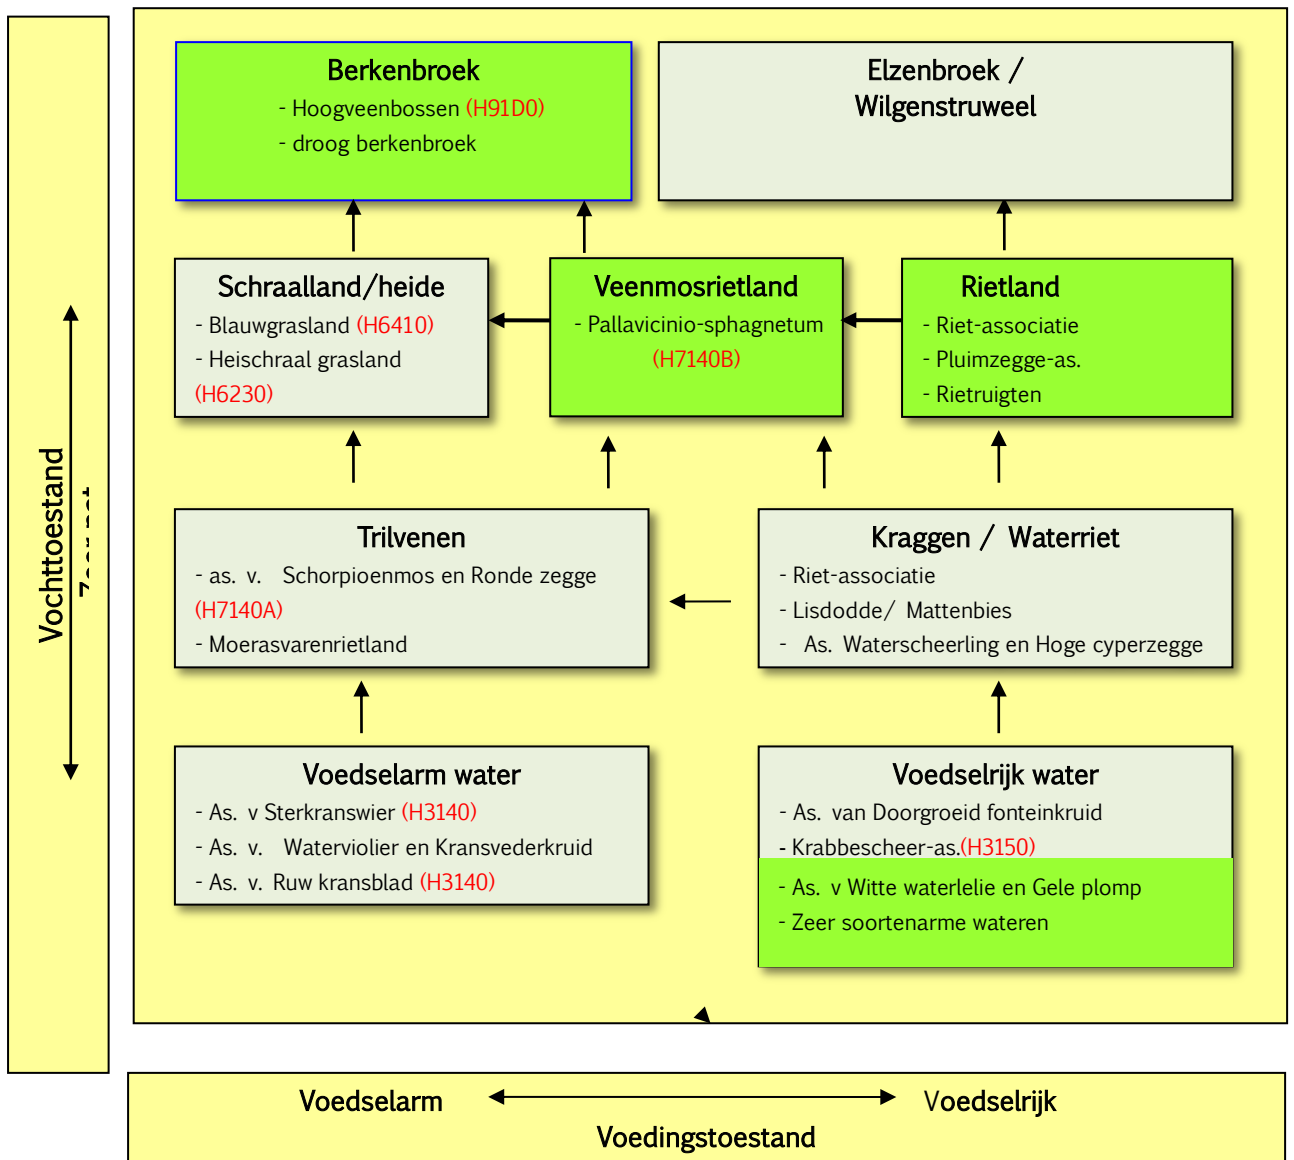 Berkenbroek
- Hoogveenbossen (H91D0)
- droog berkenbroek
Elzenbroek /
Wilgenstruweel
Schraalland/heide
- Blauwgrasland (H6410)
- Heischraal grasland
(H6230)
Veenmosrietland
- Pallavicinio-sphagnetum
(H7140B)
Rietland
- Riet-associatie
- Pluimzegge-as.
- Rietruigten
Vochttoestand
Trilvenen
- as. v. Schorpioenmos en Ronde zegge
(H7140A)
- Moerasvarenrietland
Kraggen / Waterriet
- Riet-associatie
- Lisdodde/ Mattenbies
- As. Waterscheerling en Hoge cyperzegge
Voedselarm water
- As. v Sterkranswier (H3140)
- As. v. Waterviolier en Kransvederkruid
- As. v. Ruw kransblad (H3140)
Voedselrijk water
- As. van Doorgroeid fonteinkruid
- Krabbescheer-as.(H3150)
- As. v Witte waterlelie en Gele plomp
- Zeer soortenarme wateren
Voedselarm
Voedselrijk
Voedingstoestand